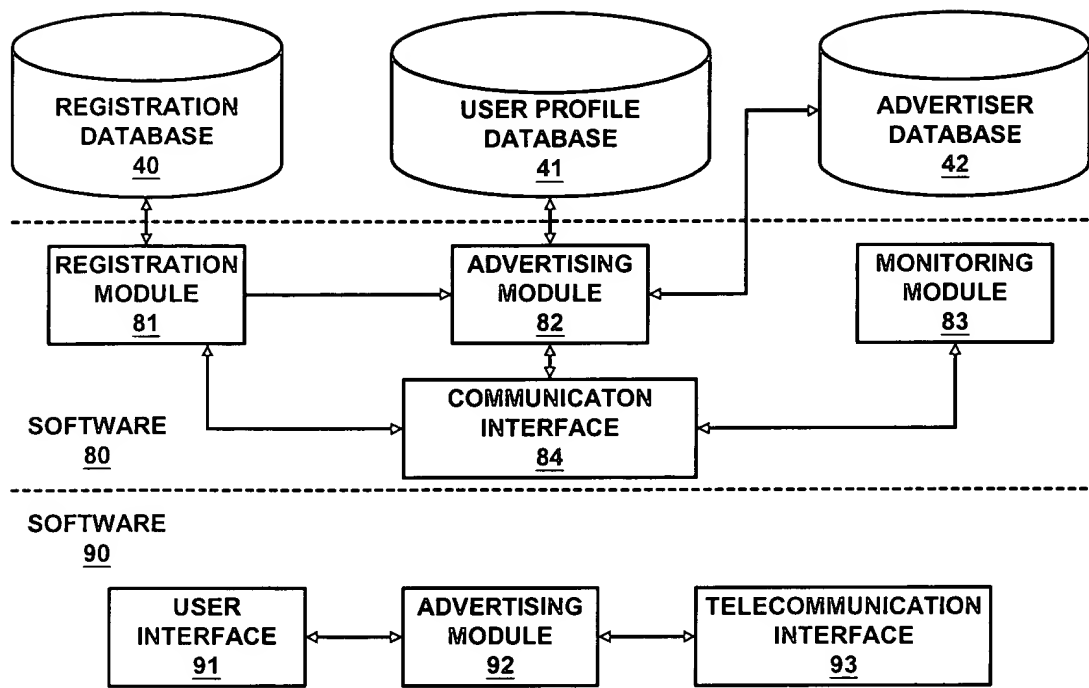 REGISTRATION
DATABASE
40
USER PROFILE
DATABASE
41
ADVERTISER
DATABASE
42
REGISTRATION
MODULE
81
ADVERTISING
MODULE
82
MONITORING
MODULE
83
COMMUNICATON
INTERFACE
84
SOFTWARE
80
SOFTWARE
90
USER
INTERFACE
91
ADVERTISING
MODULE
92
TELECOMMUNICATION
INTERFACE
93